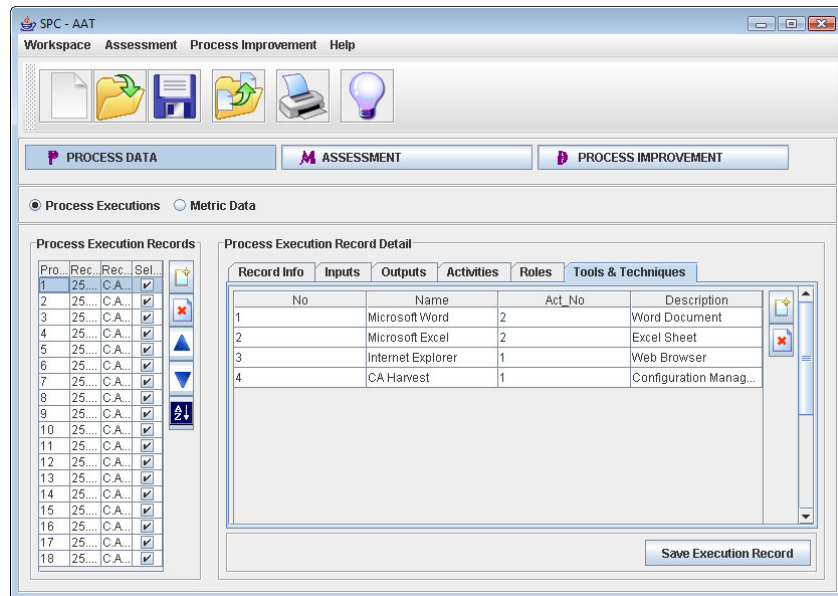 SPC - AAT
Workspace Assessment Process Improvement Help
P PROCESS DATA M ASSESSMENT PROCESS IMPROVEMENT
Process Executions Metric Data
Process Execution Records Process Execution Record Detail
Record Info Inputs Outputs Activities Roles Tools & Techniques
Pro... Rec... Rec... Sel...
No Name Act_No Description
1 25.... C.A...
2 25.... C.A...
3 25.... C.A...
4 25.... C.A...
5 25.... C.A...
6 25.... C.A...
7 25.... C.A...
8 25.... C.A...
9 25.... C.A...
10 25.... C.A...
11 25.... C.A...
12 25.... C.A...
13 25.... C.A...
14 25.... C.A...
15 25.... C.A...
16 25.... C.A...
17 25.... C.A...
18 25.... C.A...
A
Z
1 Microsoft Word 2 Word Document
2 Microsoft Excel 2 Excel Sheet
3 Internet Explorer 1 Web Browser
4 CA Harvest 1 Configuration Manag...
Save Execution Record